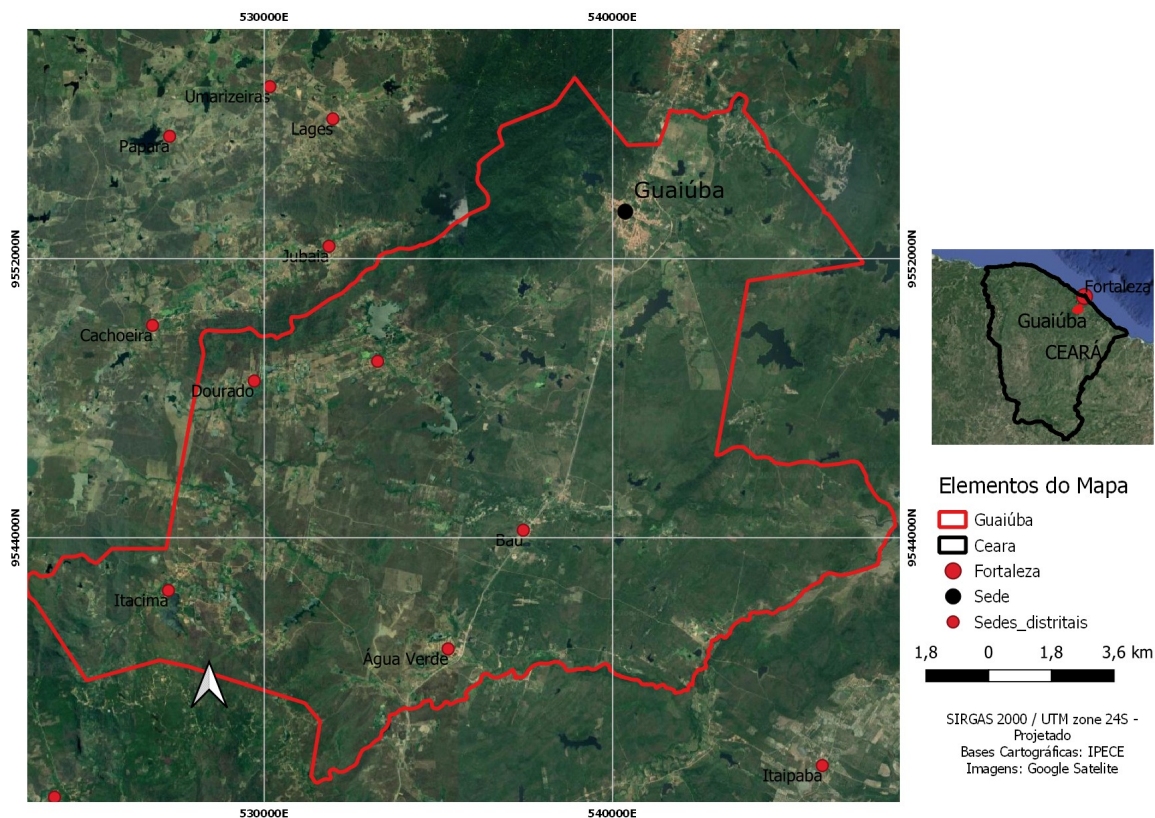 530000E
540000E
Umarizeiras
Lages
Papara
Guaiúba
Jubaia
9552000N
9552000N
Cachoeira
Dourado
Baú
9544000N
9544000N
Itacima
Água Verde
Itaipaba
530000E
540000E
Fortaleza
Guaiúba
CEARÁ
Elementos do Mapa
Guaiúba
Ceara
Fortaleza
Sede
Sedes_distritais
1,8 0 1,8 3,6 km
SIRGAS 2000 / UTM zone 24S -
Projetado
Bases Cartográficas: IPECE
Imagens: Google Satelite